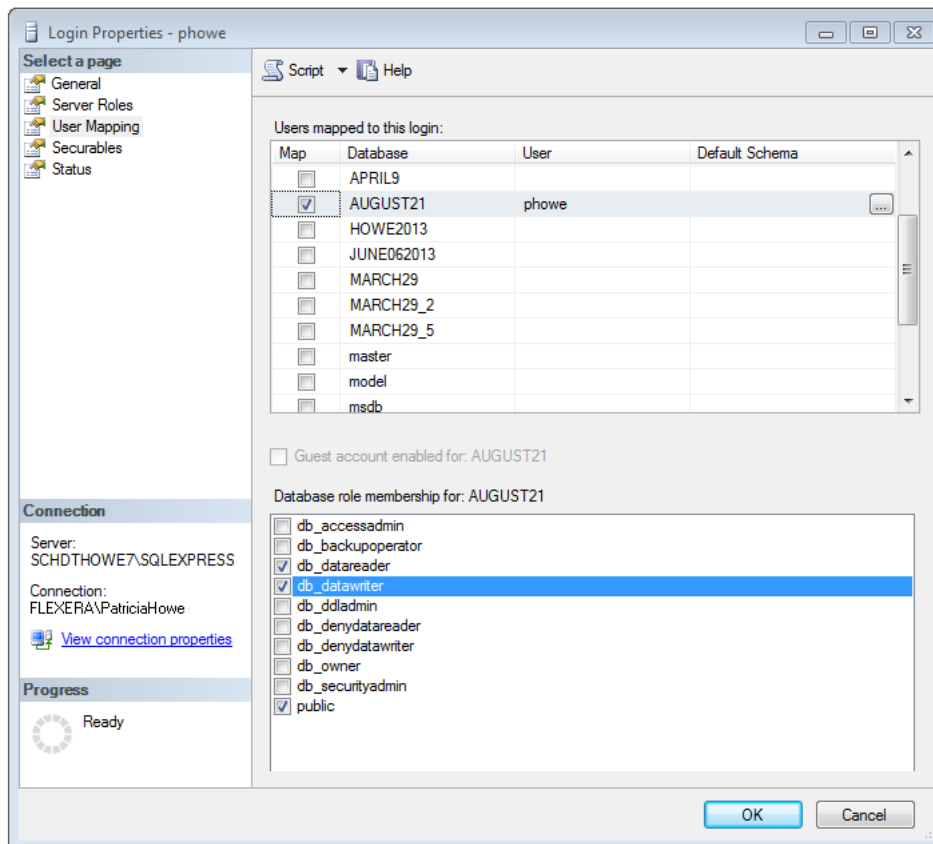 Login Properties - phowe
Select a page
General
Server Roles
User Mapping
Securables
Status
Script Help
Users mapped to this login:
Map Database User Default Schema
APRIL9
AUGUST21 phowe ...
HOWE2013
JUNE062013
MARCH29
MARCH29_2
MARCH29_5
master
model
msdb
Guest account enabled for: AUGUST21
Database role membership for: AUGUST21
db_accessadmin
db_backupoperator
db_datareader
db_datawriter
db_ddladmin
db_denydatareader
db_denydatawriter
db_owner
db_securityadmin
public
Connection
Server:
SCHDTHOWE7\SQLEXPRESS
Connection:
FLEXERA\PatriciaHowe
View connection properties
Progress
Ready
OK Cancel